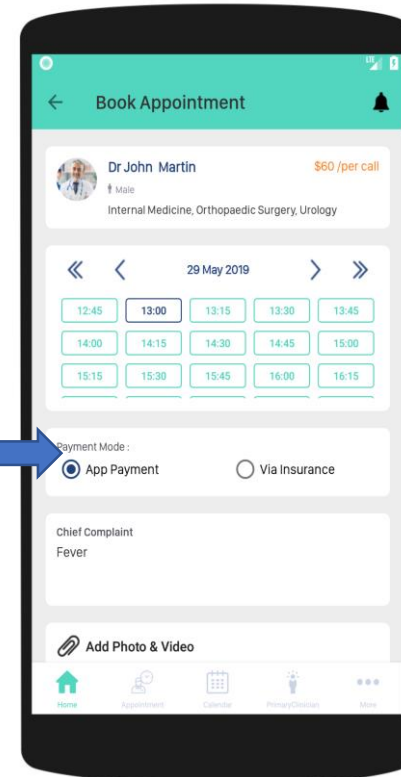 LTE
Book Appointment
Dr John Martin
$60 /per call
Male
Internal Medicine, Orthopaedic Surgery, Urology
29 May 2019
12:45 13:00 13:15 13:30 13:45
14:00 14:15 14:30 14:45 15:00
15:15 15:30 15:45 16:00 16:15
Payment Mode :
App Payment Via Insurance
Chief Complaint
Fever
Add Photo & Video
Home Appointment Calendar PrimaryClinician More